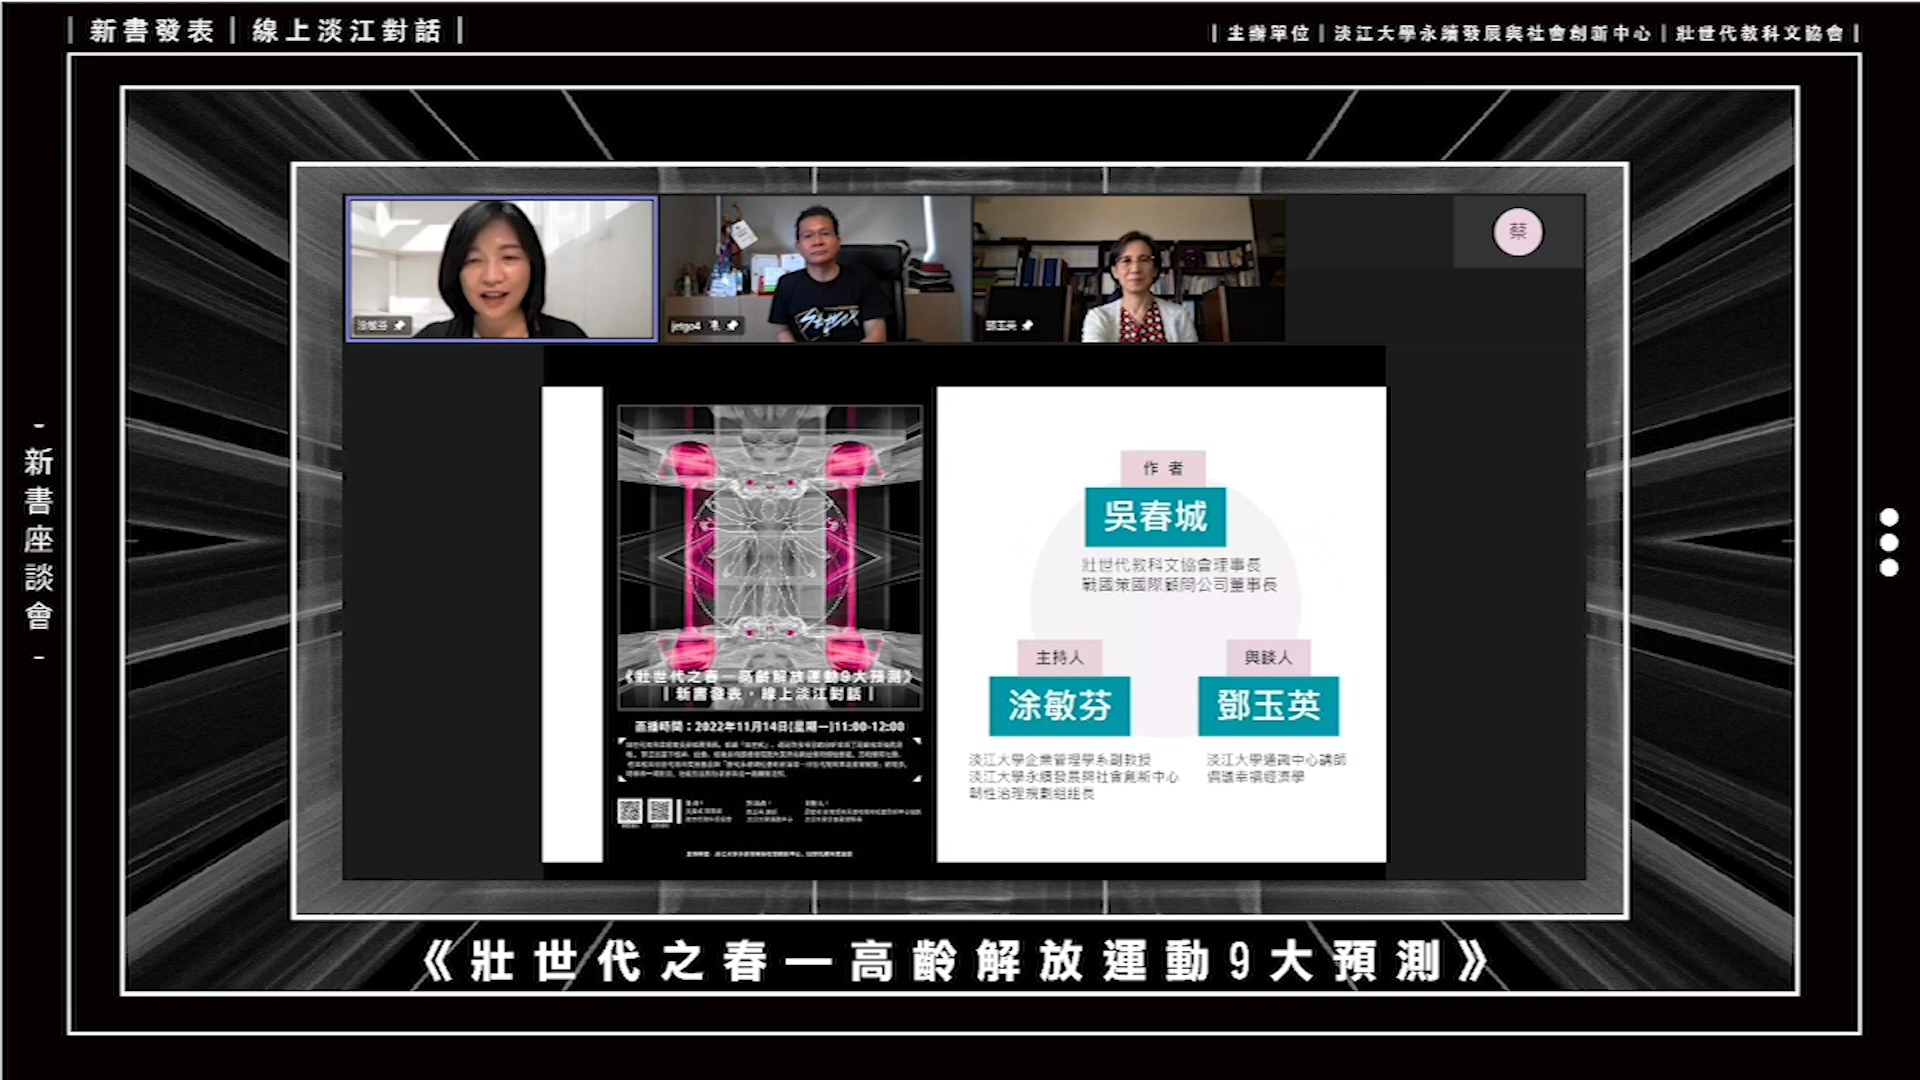 ｜新書發表｜線上淡江對話｜
｜主辦單位｜淡江大學永續發展與社會創新中心｜壯世代教科文協會｜
- 新書座談會 -
涂敏芬
jetgo4
鄧玉英
蔡
《壯世代之春—高齡解放運動9大預測》
｜新書發表，線上淡江對話｜
直播時間：2022年11月14日(星期一)11:00-12:00
作者
吳春城
壯世代教科文協會理事長
戰國策國際顧問公司董事長
主持人
涂敏芬
淡江大學企業管理學系副教授
淡江大學永續發展與社會創新中心
韌性治理規劃組組長
與談人
鄧玉英
淡江大學通識中心講師
倡議幸福經濟學
《壯世代之春—高齡解放運動9大預測》